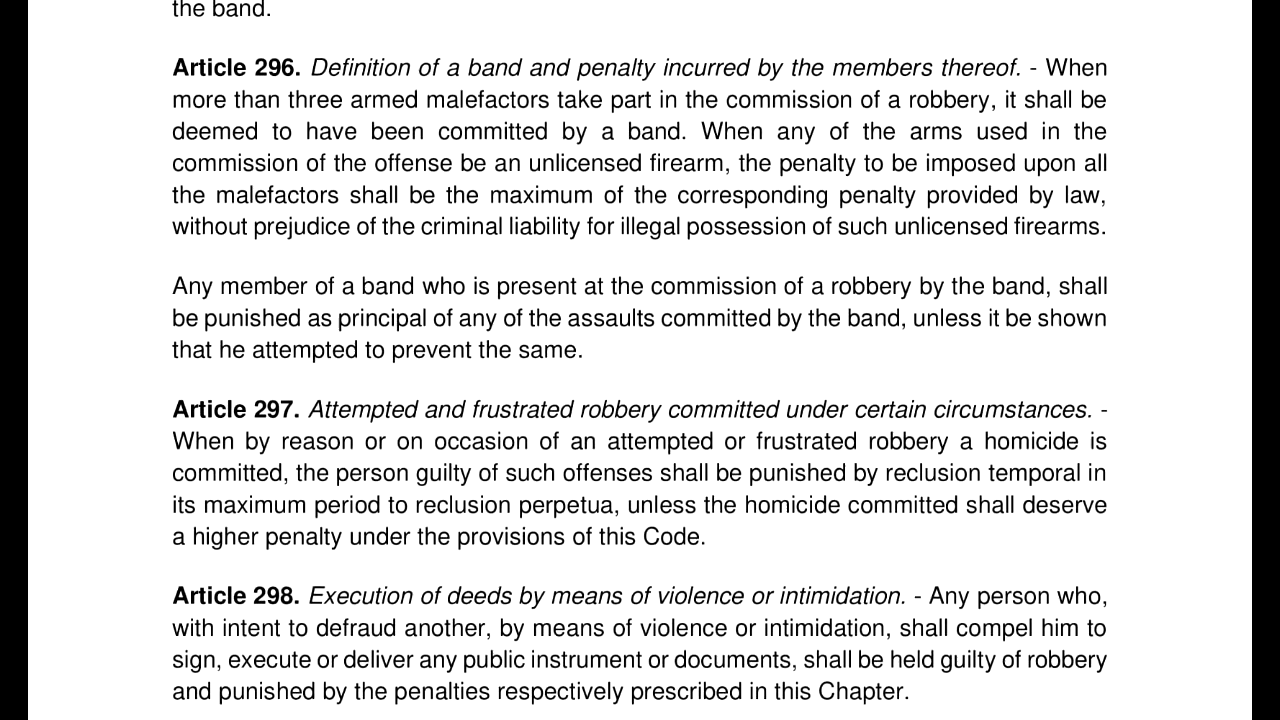 the band.
Article 296. Definition of a band and penalty incurred by the members thereof. - When
more than three armed malefactors take part in the commission of a robbery, it shall be
deemed to have been committed by a band. When any of the arms used in the
commission of the offense be an unlicensed firearm, the penalty to be imposed upon all
the malefactors shall be the maximum of the corresponding penalty provided by law,
without prejudice of the criminal liability for illegal possession of such unlicensed firearms.
Any member of a band who is present at the commission of a robbery by the band, shall
be punished as principal of any of the assaults committed by the band, unless it be shown
that he attempted to prevent the same.
Article 297. Attempted and frustrated robbery committed under certain circumstances. -
When by reason or on occasion of an attempted or frustrated robbery a homicide is
committed, the person guilty of such offenses shall be punished by reclusion temporal in
its maximum period to reclusion perpetua, unless the homicide committed shall deserve
a higher penalty under the provisions of this Code.
Article 298. Execution of deeds by means of violence or intimidation. - Any person who,
with intent to defraud another, by means of violence or intimidation, shall compel him to
sign, execute or deliver any public instrument or documents, shall be held guilty of robbery
and punished by the penalties respectively prescribed in this Chapter.